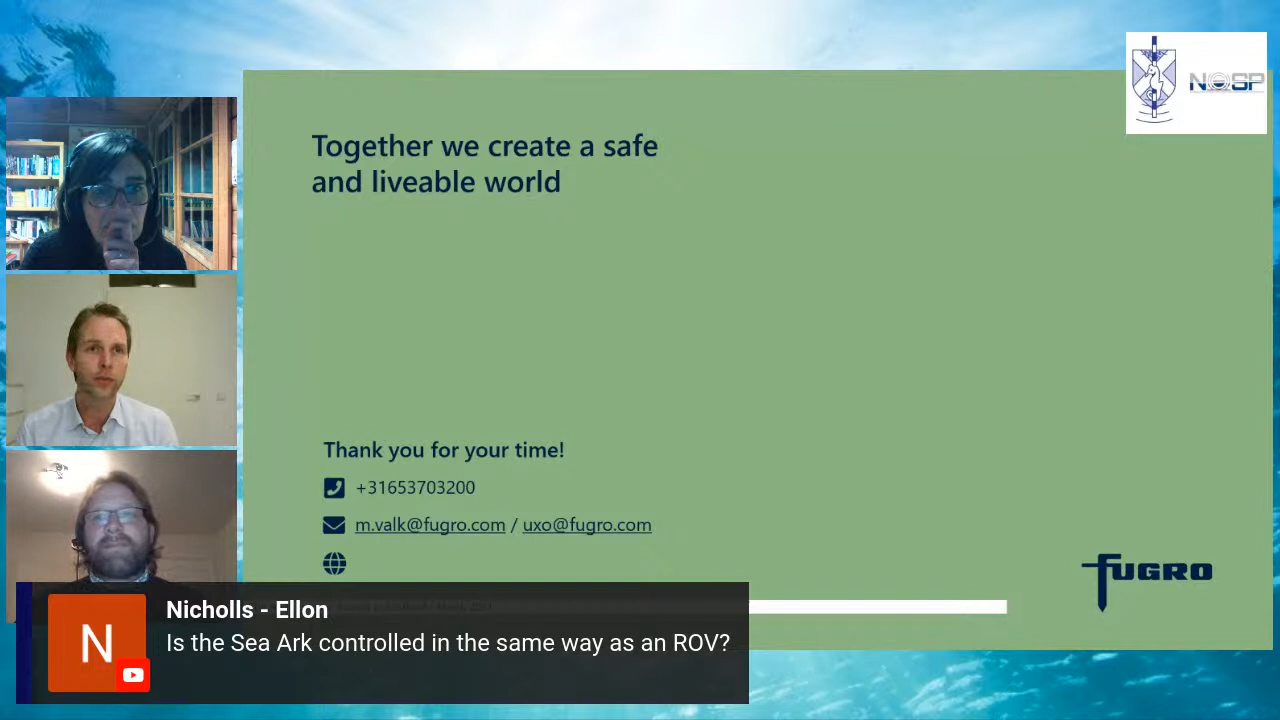 NOSP
Together we create a safe
and liveable world
Thank you for your time!
+31653703200
m.valk@fugro.com / uxo@fugro.com
FUGRO
N
Nicholls - Ellon
Is the Sea Ark controlled in the same way as an ROV?